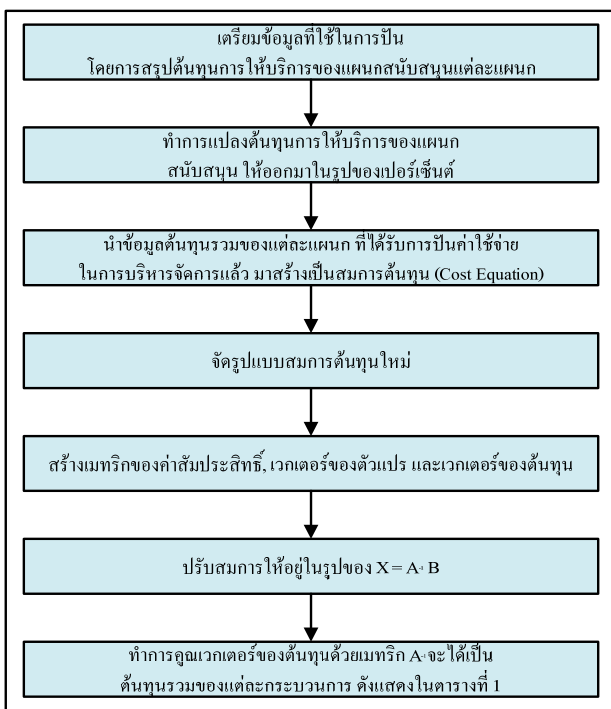 เตรียมข้อมูลที่ใช้ในการปัน
โดยการสรุปต้นทุนการให้บริการของแผนกสนับสนุนแต่ละแผนก
ทำการแปลงต้นทุนการให้บริการของแผนก
สนับสนุน ให้ออกมาในรูปของเปอร์เซ็นต์
นำข้อมูลต้นทุนรวมของแต่ละแผนก ที่ได้รับการปันค่าใช้จ่าย
ในการบริหารจัดการแล้ว มาสร้างเป็นสมการต้นทุน (Cost Equation)
จัดรูปแบบสมการต้นทุนใหม่
สร้างเมทริกของค่าสัมประสิทธิ์, เวกเตอร์ของตัวแปร และเวกเตอร์ของต้นทุน
ปรับสมการให้อยู่ในรูปของ X = A⁻¹ B
ทำการคูณเวกเตอร์ของต้นทุนด้วยเมทริก A⁻¹ จะได้เป็น
ต้นทุนรวมของแต่ละกระบวนการ ดังแสดงในตารางที่ 1